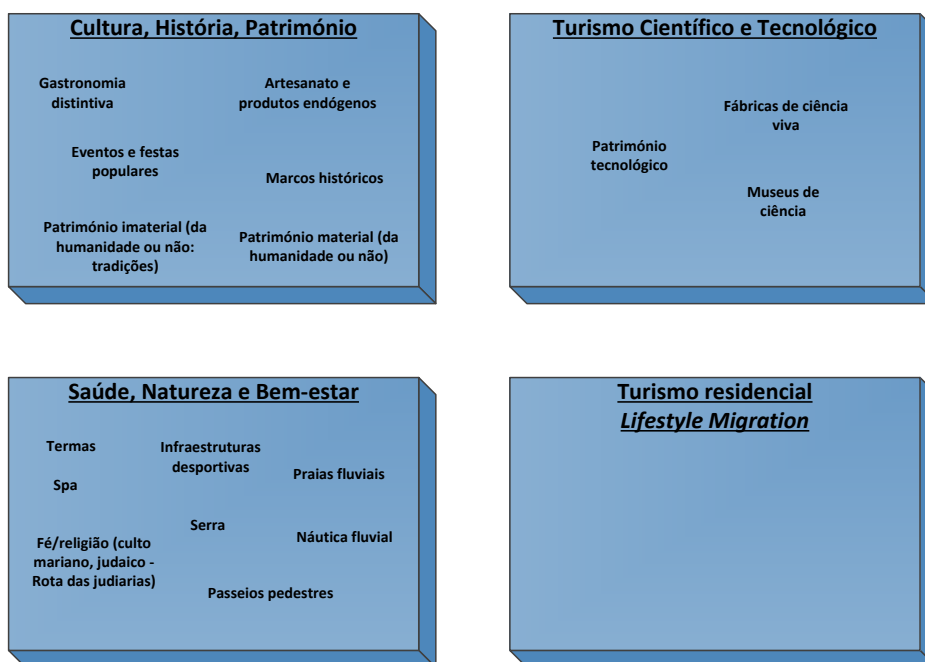 Cultura, História, Património
Gastronomia
distintiva
Artesanato e
produtos endógenos
Eventos e festas
populares
Marcos históricos
Património imaterial (da
humanidade ou não:
tradições)
Património material (da
humanidade ou não)
Turismo Científico e Tecnológico
Fábricas de ciência
viva
Património
tecnológico
Museus de
ciência
Saúde, Natureza e Bem-estar
Termas
Infraestruturas
desportivas
Praias fluviais
Spa
Serra
Náutica fluvial
Fé/religião (culto
mariano, judaico -
Rota das judiarias)
Passeios pedestres
Turismo residencial
Lifestyle Migration